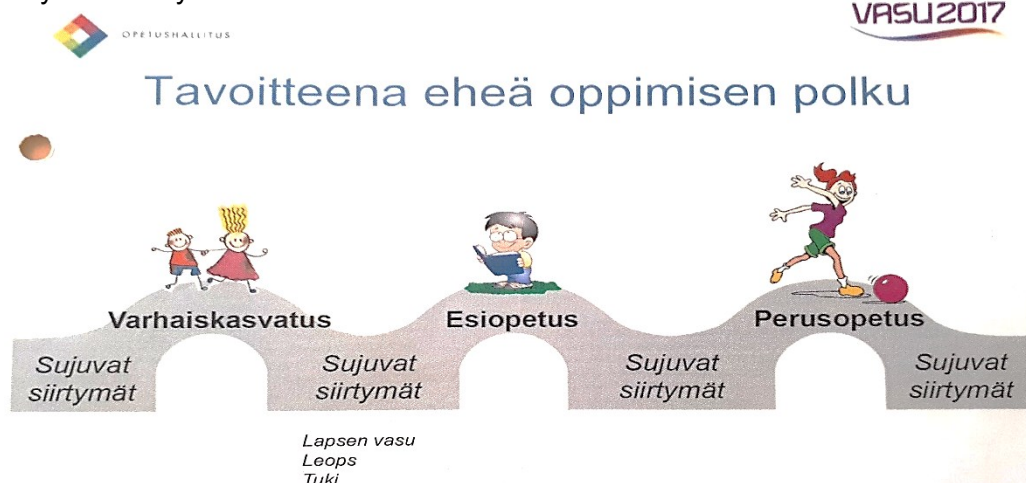 OPETUSHALLITUS
VASU2017
Tavoitteena eheä oppimisen polku
Varhaiskasvatus
Esiopetus
Perusopetus
Sujuvat
siirtymät
Sujuvat
siirtymät
Sujuvat
siirtymät
Sujuvat
siirtymät
Lapsen vasu
Leops
Tuki